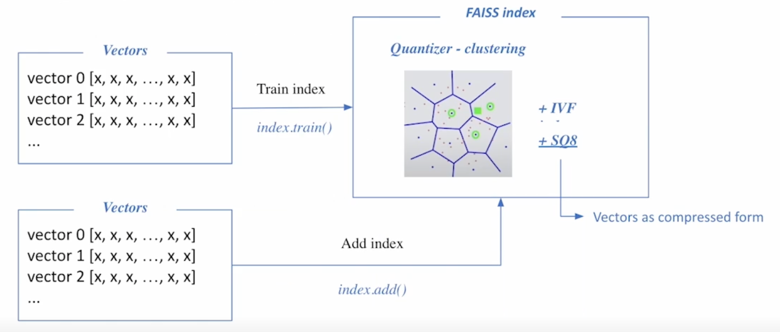 FAISS index
Vectors
Quantizer - clustering
vector 0 [x, x, x, ..., x, x]
vector 1 [x, x, x, ..., x, x]
vector 2 [x, x, x, ..., x, x]
...
Train index
index.train()
+ IVF
+ SQ8
Vectors as compressed form
Vectors
vector 0 [x, x, x, ..., x, x]
vector 1 [x, x, x, ..., x, x]
vector 2 [x, x, x, ..., x, x]
...
Add index
index.add()